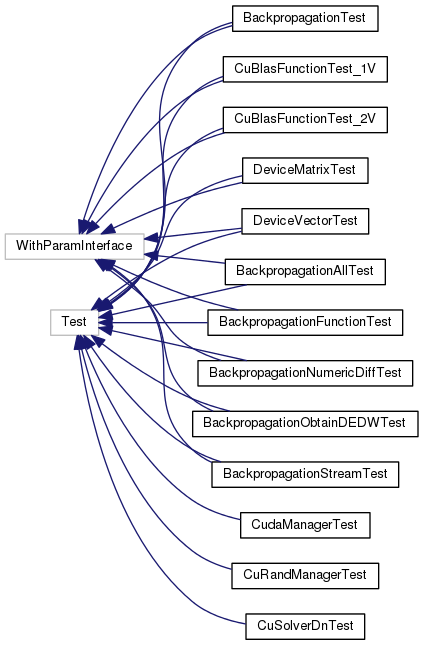 BackpropagationTest
CuBlasFunctionTest_1V
CuBlasFunctionTest_2V
DeviceMatrixTest
DeviceVectorTest
WithParamInterface
BackpropagationAllTest
Test
BackpropagationFunctionTest
BackpropagationNumericDiffTest
BackpropagationObtainDEDWTest
BackpropagationStreamTest
CudaManagerTest
CuRandManagerTest
CuSolverDnTest